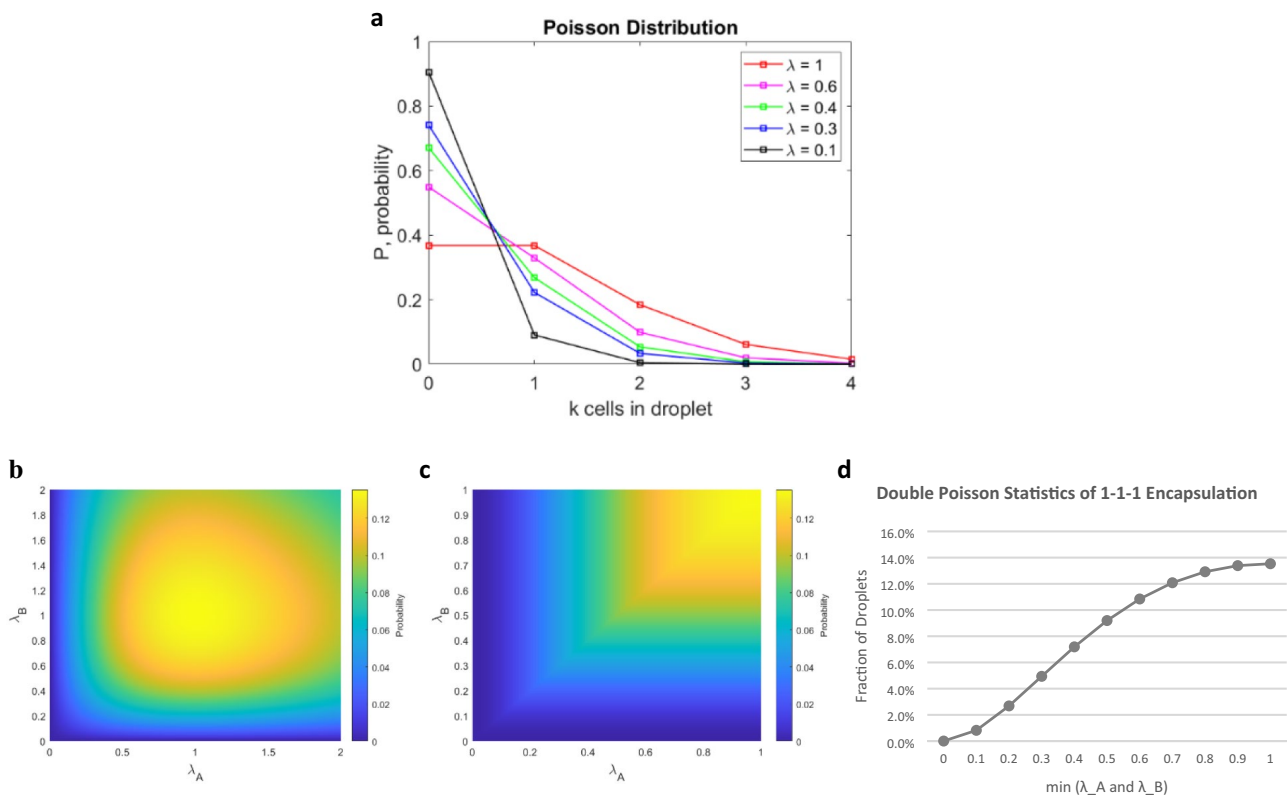 a
Poisson Distribution
1
0.8
0.6
0.4
0.2
0
P, probability
λ = 1
λ = 0.6
λ = 0.4
λ = 0.3
λ = 0.1
0 1 2 3 4
k cells in droplet
b
2
1.8
1.6
1.4
1.2
1
0.8
0.6
0.4
0.2
0
λ_B
0 0.5 1 1.5 2
λ_A
0.12
0.1
0.08
0.06
0.04
0.02
0
Probability
c
1
0.9
0.8
0.7
0.6
0.5
0.4
0.3
0.2
0.1
0
λ_B
0 0.2 0.4 0.6 0.8 1
λ_A
0.12
0.1
0.08
0.06
0.04
0.02
0
Probability
d
Double Poisson Statistics of 1-1-1 Encapsulation
16.0%
14.0%
12.0%
10.0%
8.0%
6.0%
4.0%
2.0%
0.0%
Fraction of Droplets
0 0.1 0.2 0.3 0.4 0.5 0.6 0.7 0.8 0.9 1
min (λ_A and λ_B)